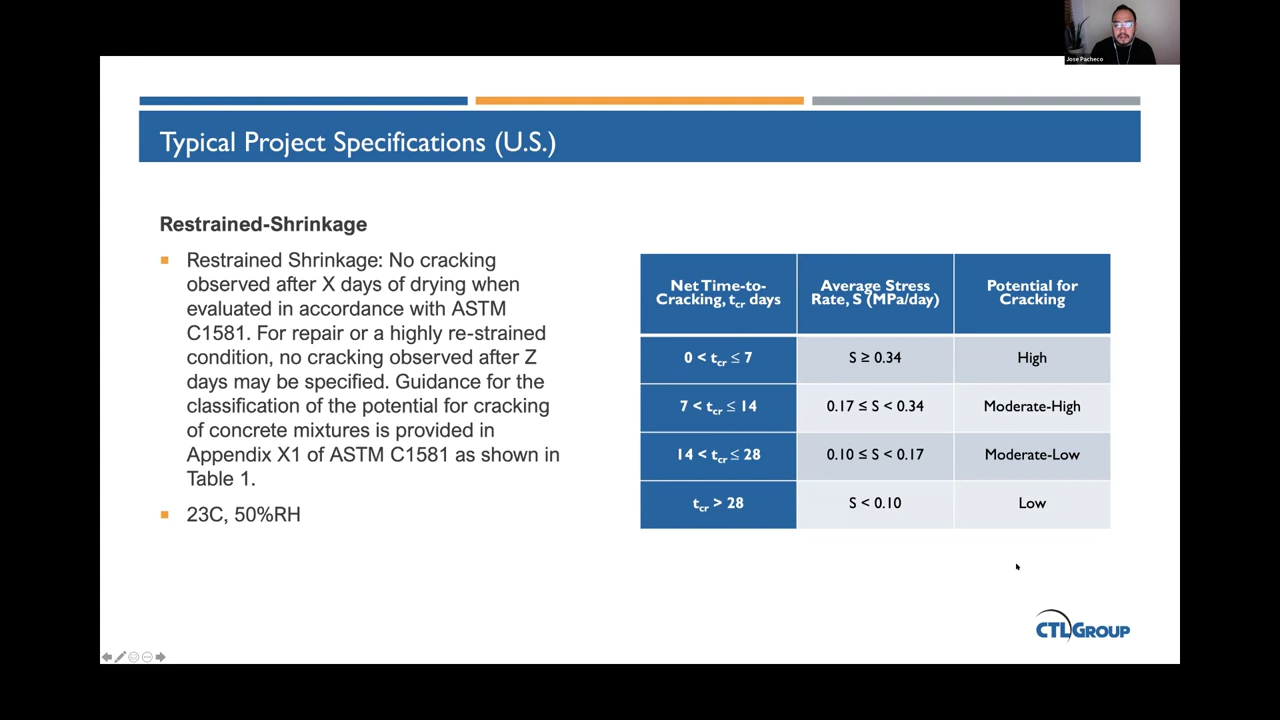 Jose Pacheco
Typical Project Specifications (U.S.)
Restrained-Shrinkage
Restrained Shrinkage: No cracking
observed after X days of drying when
evaluated in accordance with ASTM
C1581. For repair or a highly re-strained
condition, no cracking observed after Z
days may be specified. Guidance for the
classification of the potential for cracking
of concrete mixtures is provided in
Appendix X1 of ASTM C1581 as shown in
Table 1.
23C, 50%RH
Net Time-to-
Cracking, tcr days
Average Stress
Rate, S (MPa/day)
Potential for
Cracking
0 < tcr ≤ 7
S ≥ 0.34
High
7 < tcr ≤ 14
0.17 ≤ S < 0.34
Moderate-High
14 < tcr ≤ 28
0.10 ≤ S < 0.17
Moderate-Low
tcr > 28
S < 0.10
Low
CTLGROUP